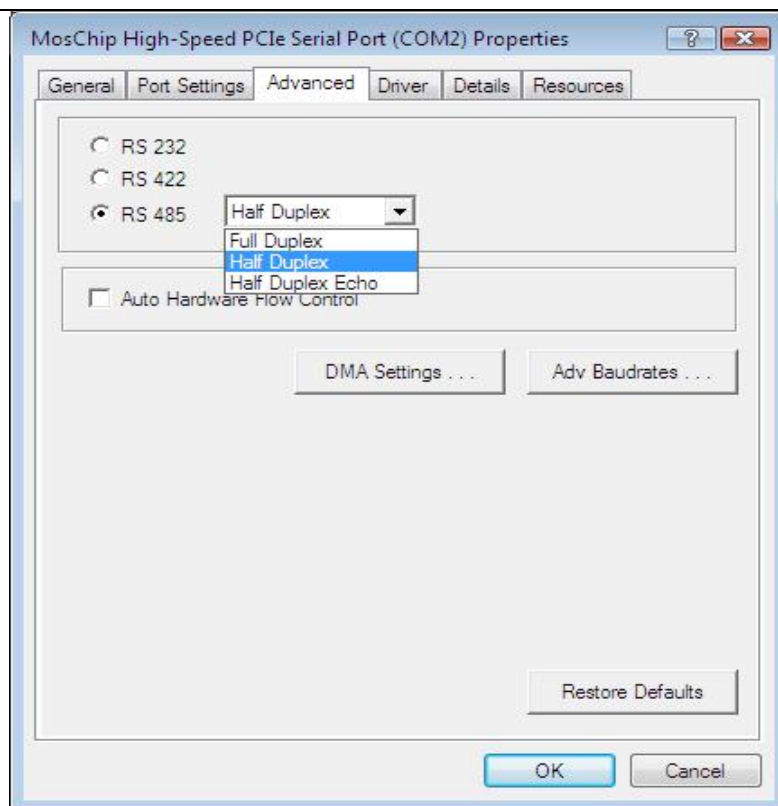 MosChip High-Speed PCIe Serial Port (COM2) Properties
General Port Settings Advanced Driver Details Resources
RS 232
RS 422
RS 485 Half Duplex
Full Duplex
Half Duplex
Half Duplex Echo
Auto Hardware Flow Control
DMA Settings . . . Adv Baudrates . . .
Restore Defaults
OK Cancel